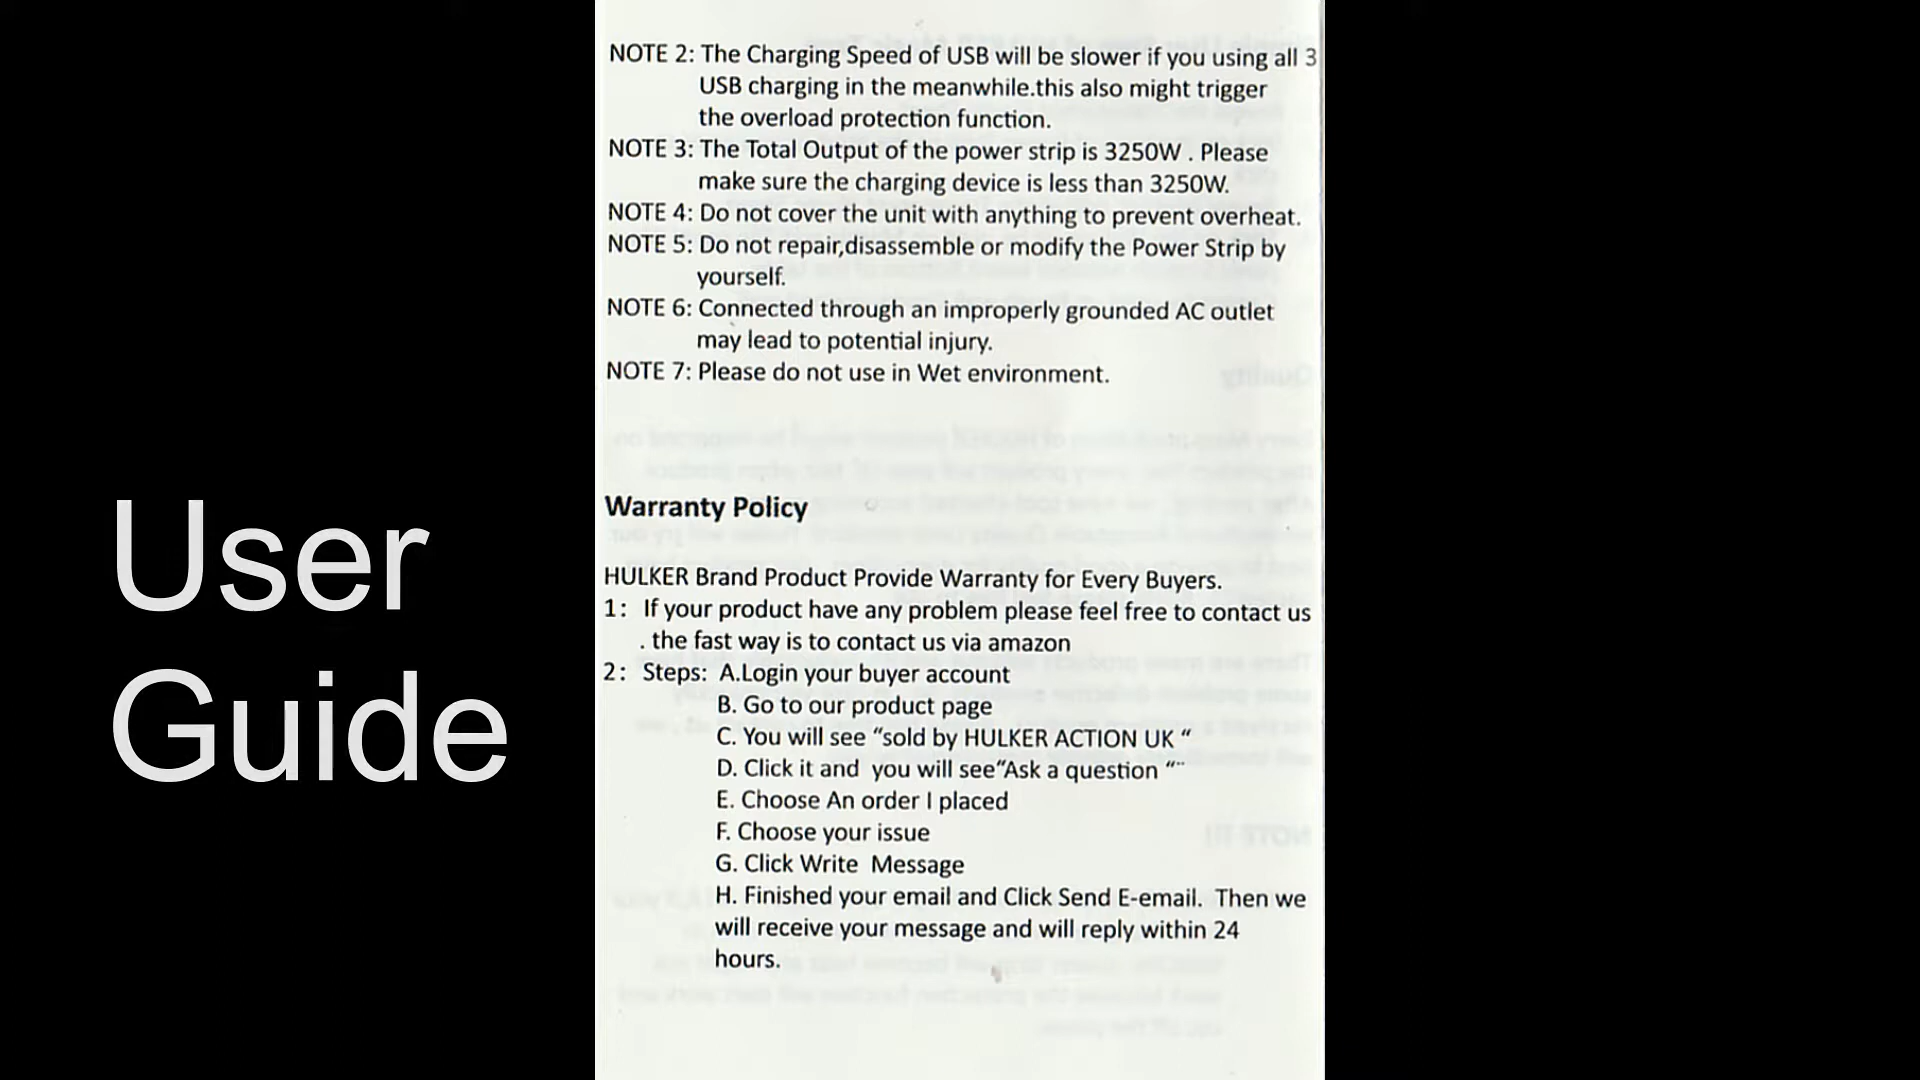 User
Guide
NOTE 2: The Charging Speed of USB will be slower if you using all 3
USB charging in the meanwhile.this also might trigger
the overload protection function.
NOTE 3: The Total Output of the power strip is 3250W . Please
make sure the charging device is less than 3250W.
NOTE 4: Do not cover the unit with anything to prevent overheat.
NOTE 5: Do not repair,disassemble or modify the Power Strip by
yourself.
NOTE 6: Connected through an improperly grounded AC outlet
may lead to potential injury.
NOTE 7: Please do not use in Wet environment.
Warranty Policy
HULKER Brand Product Provide Warranty for Every Buyers.
1: If your product have any problem please feel free to contact us
. the fast way is to contact us via amazon
2: Steps: A.Login your buyer account
B. Go to our product page
C. You will see “sold by HULKER ACTION UK “
D. Click it and you will see“Ask a question “
E. Choose An order I placed
F. Choose your issue
G. Click Write Message
H. Finished your email and Click Send E-email. Then we
will receive your message and will reply within 24
hours.